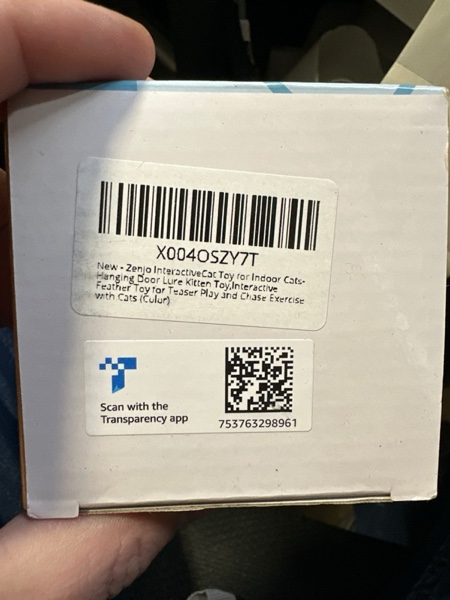 X004OSZY7T
New - Zenjo InteractiveCat Toy for Indoor Cats-
Hanging Door Lure Kitten Toy,Interactive
Feather Toy for Teaser Play and Chase Exercise
with Cats (Color)
Scan with the
Transparency app
753763298961